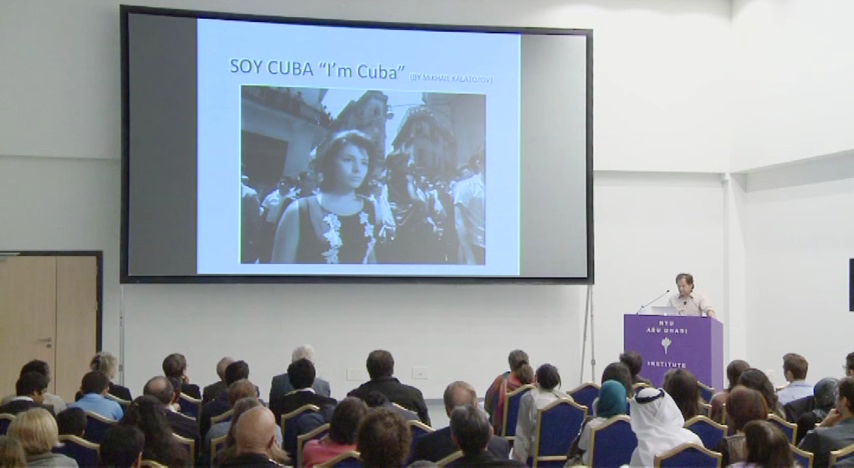 SOY CUBA “I’m Cuba” (BY MIKHAIL KALATOZOV)
NYU
ABU DHABI
INSTITUTE